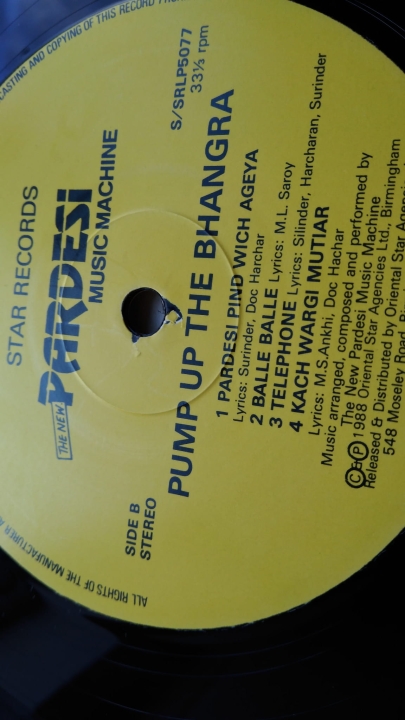 CASTING AND COPYING OF THIS RECORD
STAR RECORDS
THE NEW PARDESI
MUSIC MACHINE
S/SRLP5077
33⅓ rpm
SIDE B
STEREO
PUMP UP THE BHANGRA
1 PARDESI PIND WICH AGEYA
Lyrics: Surinder, Doc Harchar
2 BALLE BALLE Lyrics: M.L. Saroy
3 TELEPHONE Lyrics: Silinder, Harcharan, Surinder
4 KACH WARGI MUTIAR
Lyrics: M.S.Ankhi, Doc Hachar
Music arranged, composed and performed by
The New Pardesi Music Machine
©&℗ 1988 Oriental Star Agencies Ltd., Birmingham
Released & Distributed by Oriental Star
548 Moseley Road,
ALL RIGHTS OF THE MANUFACTURER